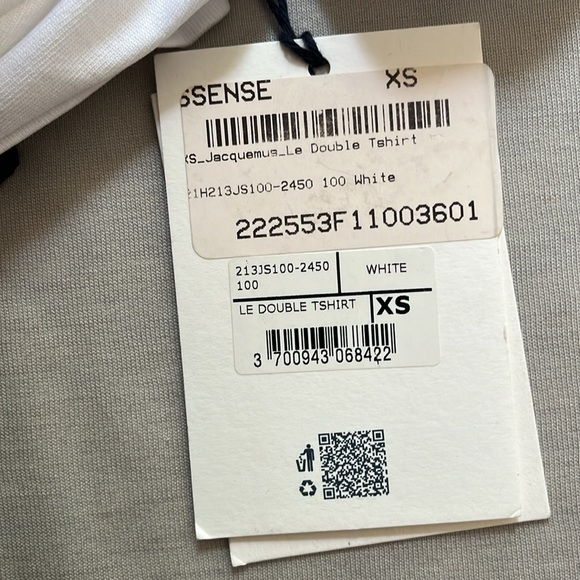 SSENSE XS
XS_Jacquemus_Le Double Tshirt
21H213JS100-2450 100 White
222553F11003601
213JS100-2450
100
WHITE
LE DOUBLE TSHIRT
XS
3 700943 068422